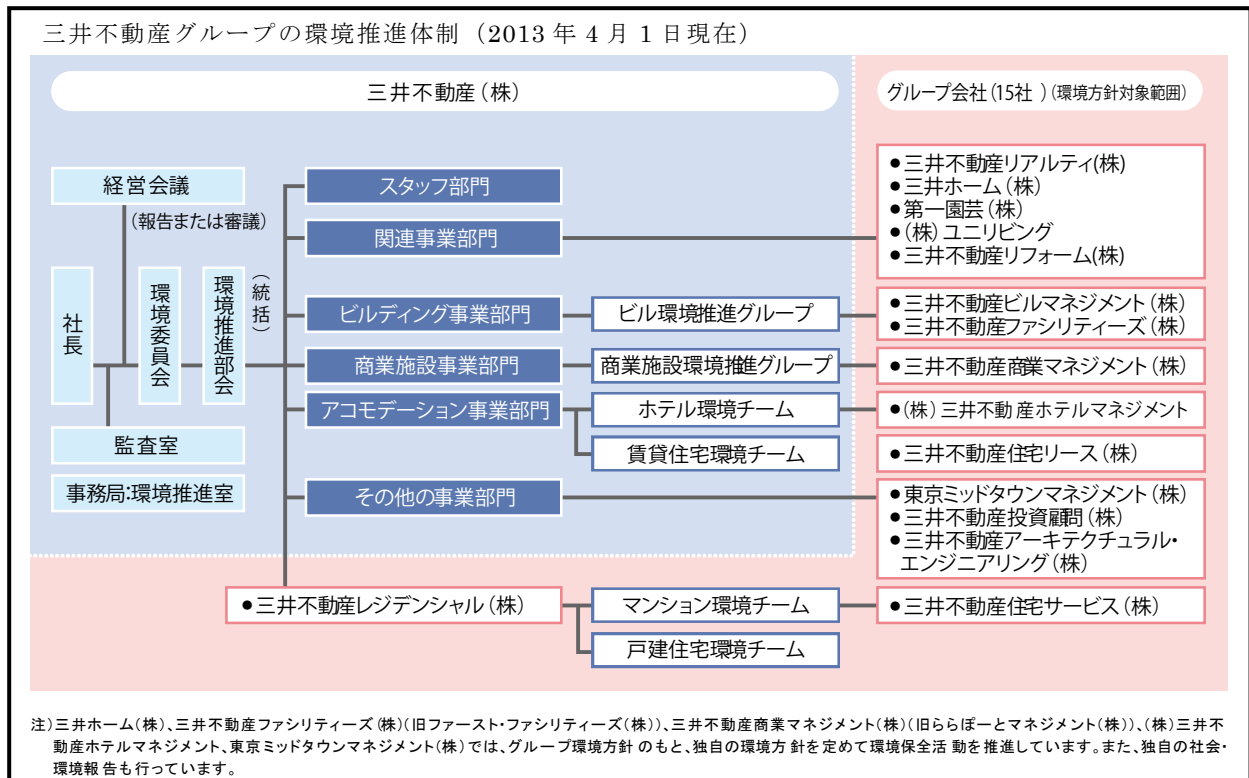 三井不動産グループの環境推進体制（2013年4月1日現在）
三井不動産（株）
グループ会社（15社）（環境方針対象範囲）
経営会議
（報告または審議）
社長
環境委員会
環境推進部会
（統括）
監査室
事務局:環境推進室
スタッフ部門
関連事業部門
●三井不動産リアルティ(株)
●三井ホーム（株）
●第一園芸（株）
●(株）ユニリビング
●三井不動産リフォーム(株)
ビルディング事業部門
ビル環境推進グループ
●三井不動産ビルマネジメント（株）
●三井不動産ファシリティーズ（株）
商業施設事業部門
商業施設環境推進グループ
●三井不動産商業マネジメント（株）
アコモデーション事業部門
ホテル環境チーム
●(株）三井不動産ホテルマネジメント
賃貸住宅環境チーム
●三井不動産住宅リース（株）
その他の事業部門
●東京ミッドタウンマネジメント（株）
●三井不動産投資顧問（株）
●三井不動産アーキテクチュラル・
エンジニアリング（株）
●三井不動産レジデンシャル（株）
マンション環境チーム
●三井不動産住宅サービス（株）
戸建住宅環境チーム
注）三井ホーム（株）、三井不動産ファシリティーズ（株）（旧ファースト・ファシリティーズ（株））、三井不動産商業マネジメント（株）（旧ららぽーとマネジメント（株））、（株）三井不
動産ホテルマネジメント、東京ミッドタウンマネジメント（株）では、グループ環境方針のもと、独自の環境方針を定めて環境保全活動を推進しています。また、独自の社会・
環境報告も行っています。